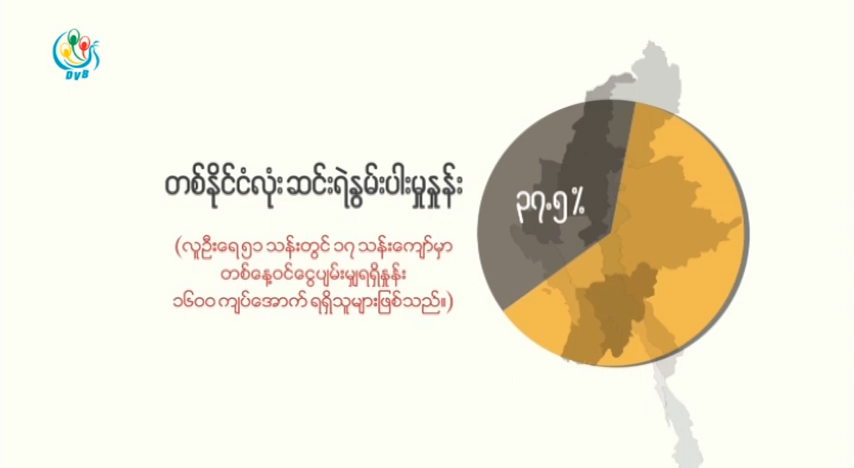 DVB
တစ်နိုင်ငံလုံး ဆင်းရဲနွမ်းပါးမှုနှုန်း
၃၇.၅ %
(လူဦးရေ ၅၁ သန်းတွင် ၁၇ သန်းကျော်မှာ
တစ်နေ့ဝင်ငွေပျမ်းမျှရရှိနှုန်း
၁၆၀၀ ကျပ်အောက် ရရှိသူများဖြစ်သည်။)